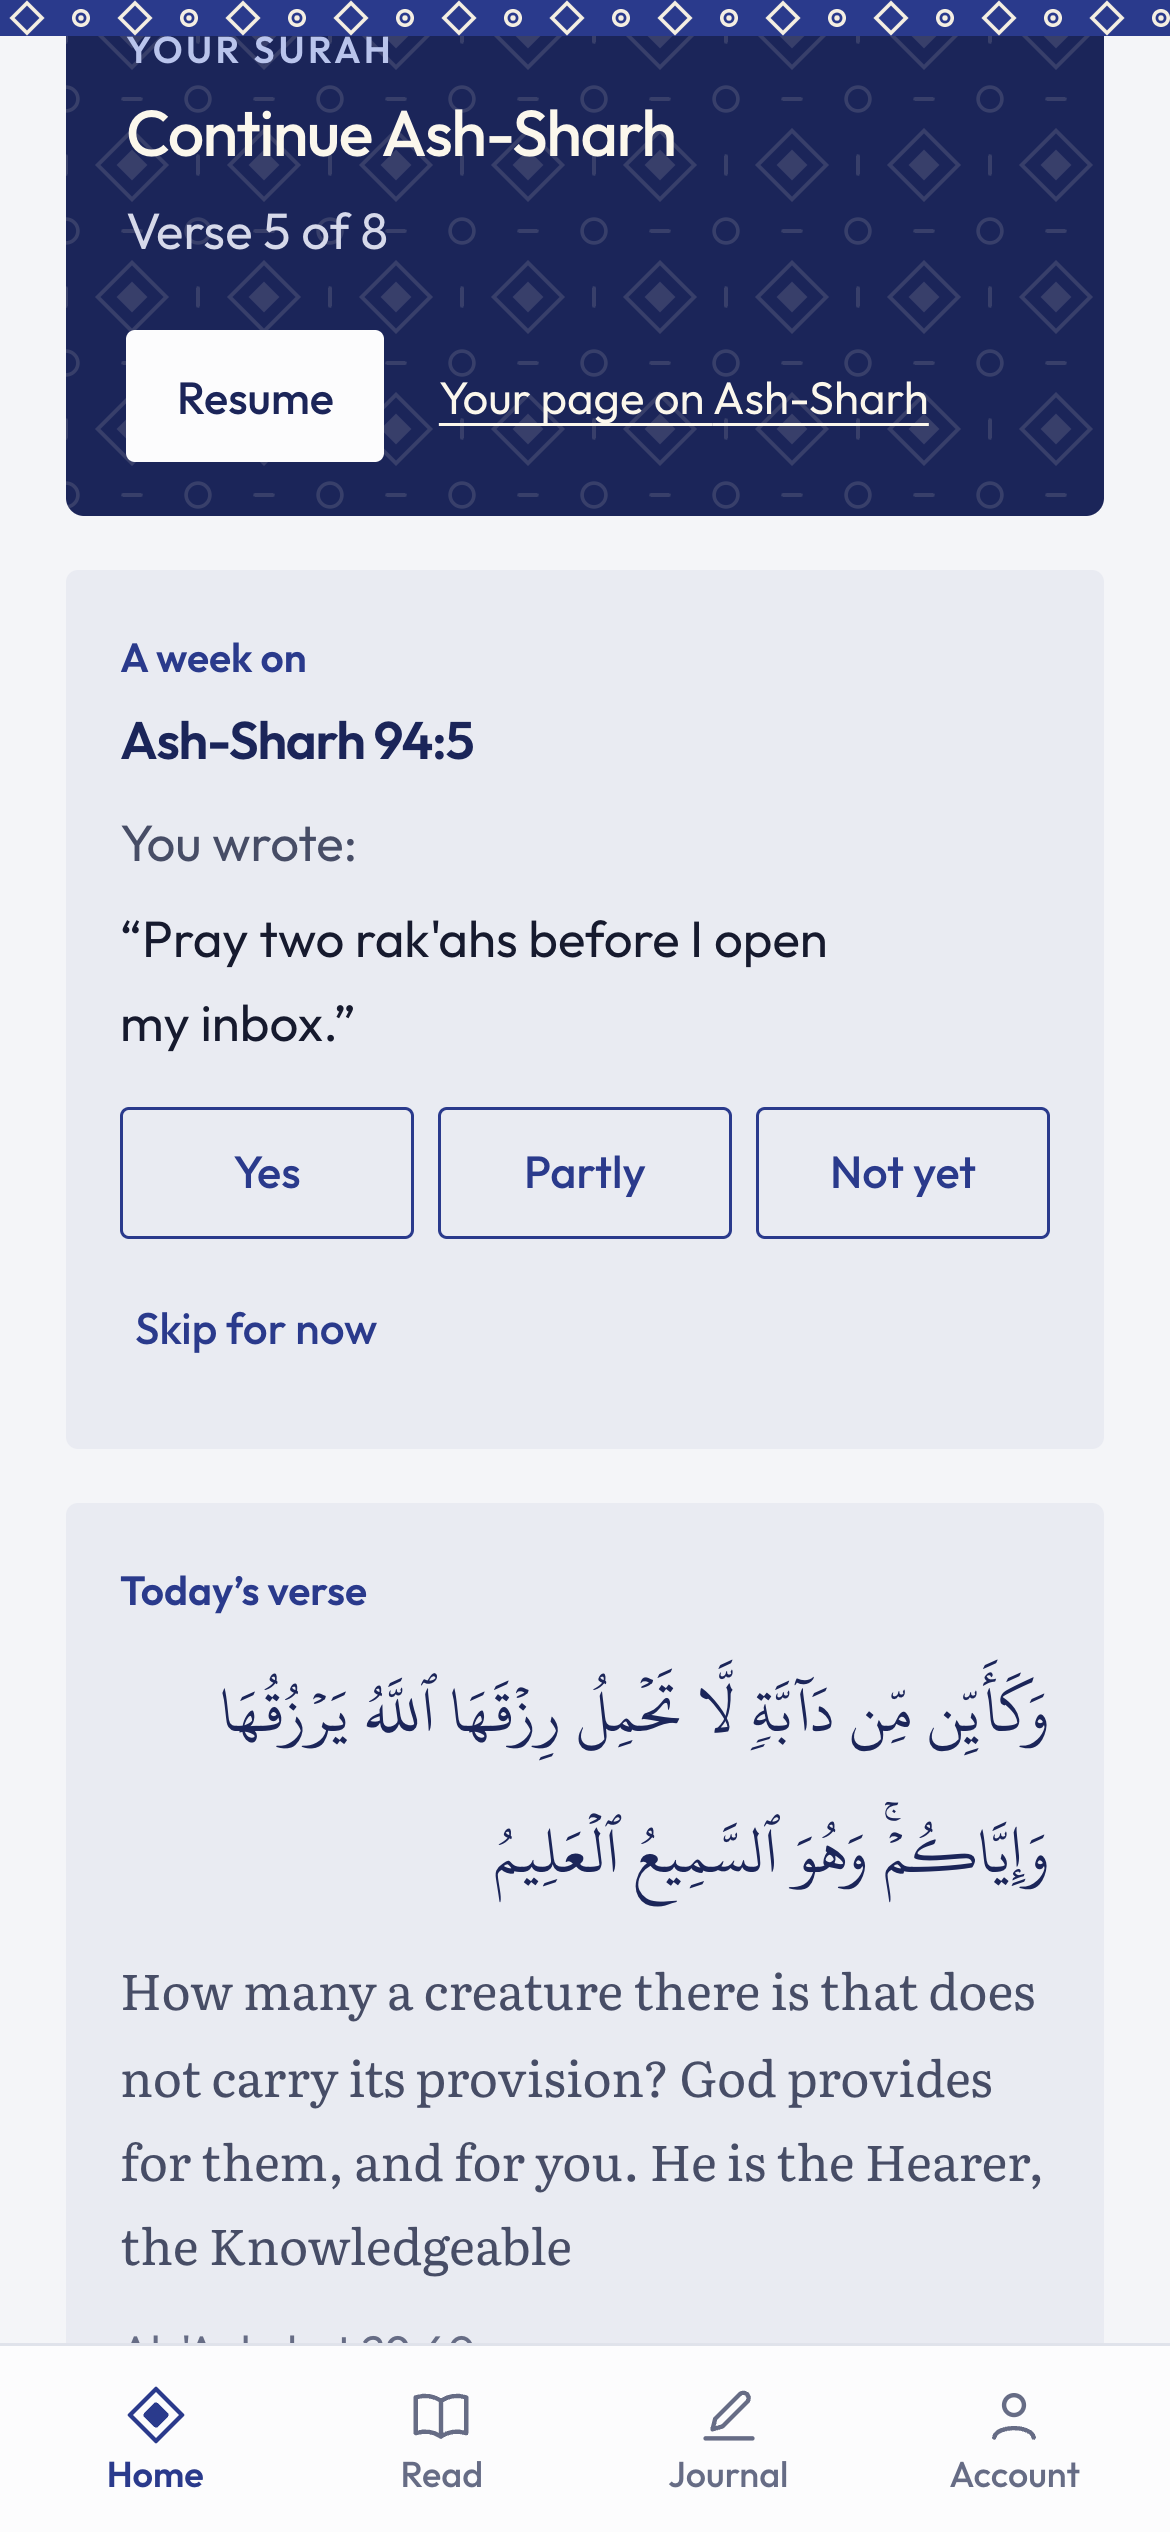 YOUR SURAH
Continue Ash-Sharh
Verse 5 of 8
Resume
Your page on Ash-Sharh
A week on
Ash-Sharh 94:5
You wrote:
“Pray two rak'ahs before I open
my inbox.”
Yes
Partly
Not yet
Skip for now
Today’s verse
وَكَأَيِّن مِّن دَآبَّةٍۢ لَّا تَحْمِلُ رِزْقَهَا ٱللَّهُ يَرْزُقُهَا
وَإِيَّاكُمْ ۚ وَهُوَ ٱلسَّمِيعُ ٱلْعَلِيمُ
How many a creature there is that does
not carry its provision? God provides
for them, and for you. He is the Hearer,
the Knowledgeable
Home
Read
Journal
Account